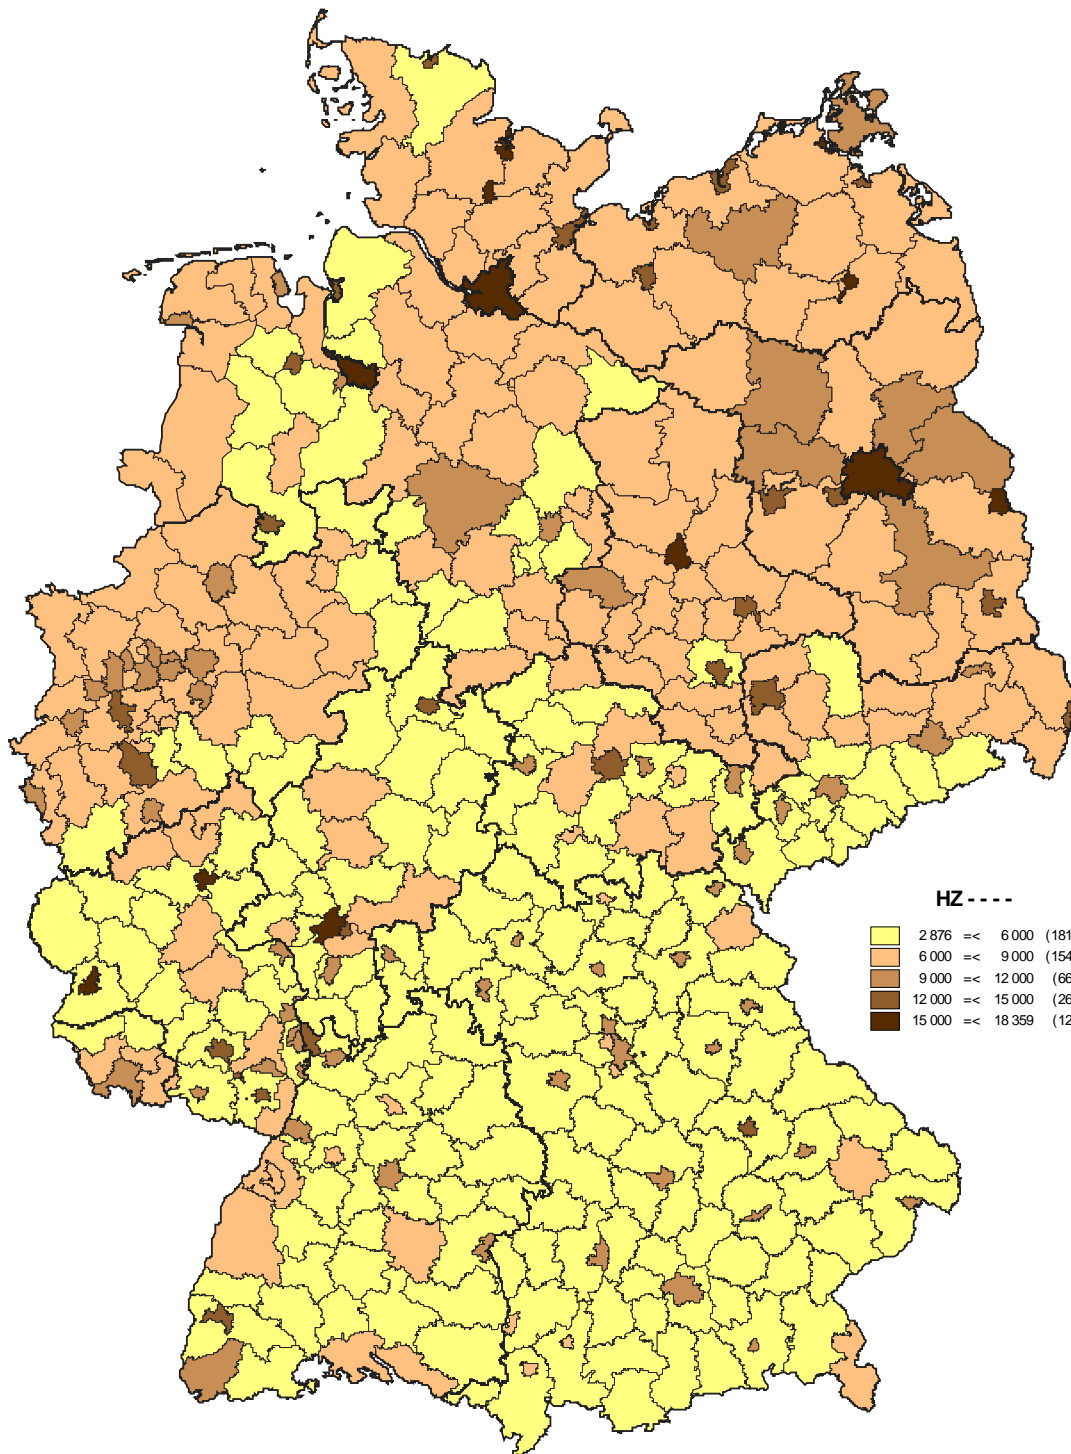 HZ - - - -
2 876 =< 6 000 (181
6 000 =< 9 000 (154
9 000 =< 12 000 (66
12 000 =< 15 000 (26
15 000 =< 18 359 (12